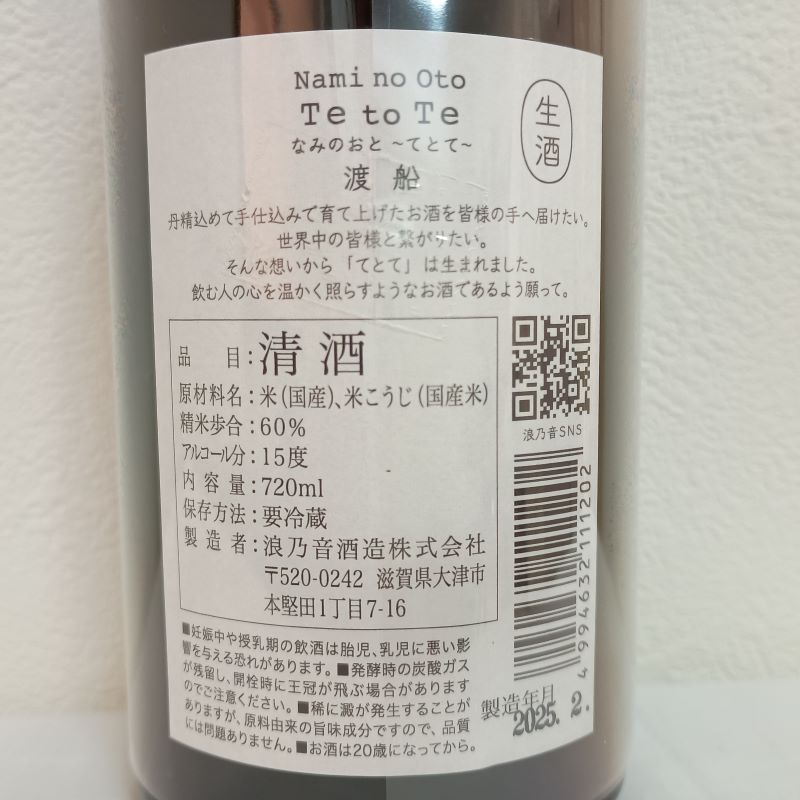 Nami no Oto
Te to Te
なみのおと ~てとて~
渡船
生酒
丹精込めて手仕込みで育て上げたお酒を皆様の手へ届けたい。
世界中の皆様と繋がりたい。
そんな想いから「てとて」は生まれました。
飲む人の心を温かく照らすようなお酒であるよう願って。
品目:清酒
原材料名:米(国産)、米こうじ(国産米)
精米歩合:60%
アルコール分:15度
内容量:720ml
保存方法:要冷蔵
製造者:浪乃音酒造株式会社
〒520-0242 滋賀県大津市
本堅田1丁目7-16
浪乃音SNS
4994632111202
■妊娠中や授乳期の飲酒は胎児、乳児に悪い影
響を与える恐れがあります。■発酵時の炭酸ガス
が残留し、開栓時に王冠が飛ぶ場合があります
のでご注意ください。■稀に澱が発生することが
ありますが、原料由来の旨味成分ですので、品質
には問題ありません。■お酒は20歳になってから。
製造年月
2025. 2.